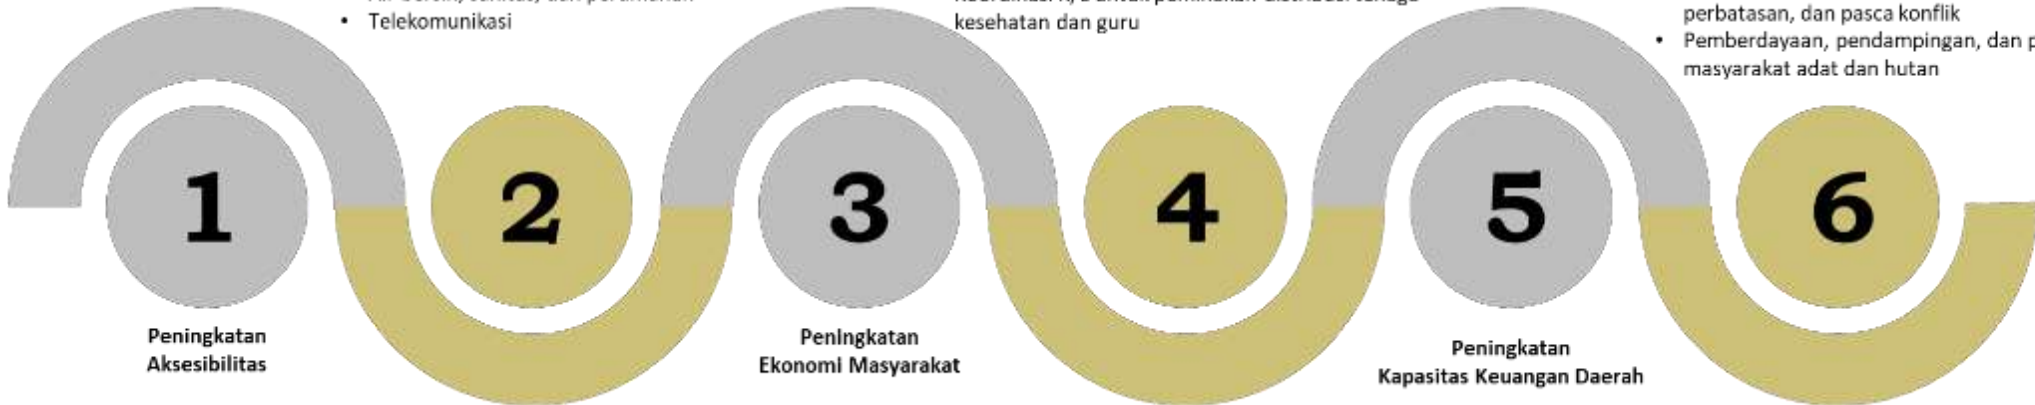 • Telekomunikasi
kesehatan dan guru
perbatasan, dan pasca konflik
• Pemberdayaan, pendampingan, dan p
masyarakat adat dan hutan
1
2
3
4
5
6
Peningkatan
Aksesibilitas
Peningkatan
Ekonomi Masyarakat
Peningkatan
Kapasitas Keuangan Daerah